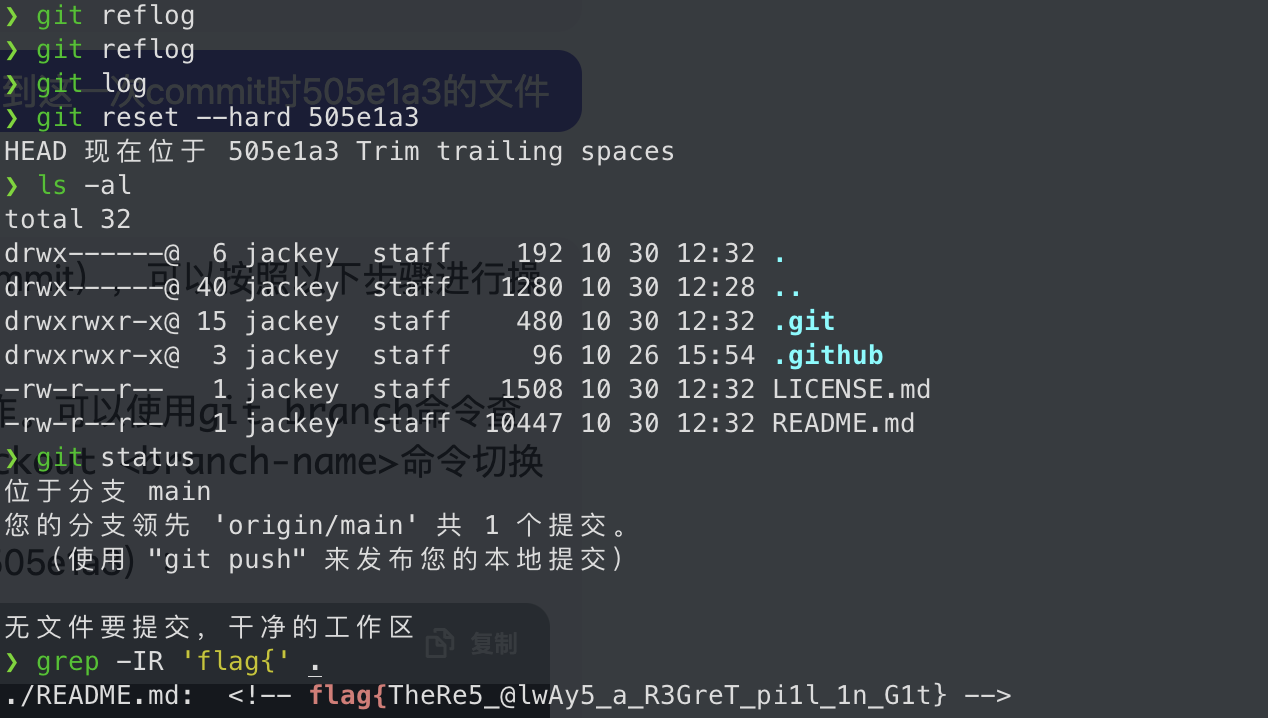 ❯ git reflog
❯ git reflog
❯ git log
到这一次commit时505e1a3的文件
❯ git reset --hard 505e1a3
HEAD 现在位于 505e1a3 Trim trailing spaces
❯ ls -al
total 32
drwx------@  6 jackey  staff    192 10 30 12:32 .
mmit），可以按照以下步骤进行操
drwx------@ 40 jackey  staff   1280 10 30 12:28 ..
drwxrwxr-x@ 15 jackey  staff    480 10 30 12:32 .git
drwxrwxr-x@  3 jackey  staff     96 10 26 15:54 .github
-rw-r--r--   1 jackey  staff   1508 10 30 12:32 LICENSE.md
可以使用git branch命令查
-rw-r--r--   1 jackey  staff  10447 10 30 12:32 README.md
❯ git status
ckout <branch-name>命令切换
位于分支 main
您的分支领先 'origin/main' 共 1 个提交。
（使用 "git push" 来发布您的本地提交）
505e1a3）
无文件要提交，干净的工作区
复制
❯ grep -IR 'flag{' .
./README.md:  <!-- flag{TheRe5_@lwAy5_a_R3GreT_pi1l_1n_G1t} -->